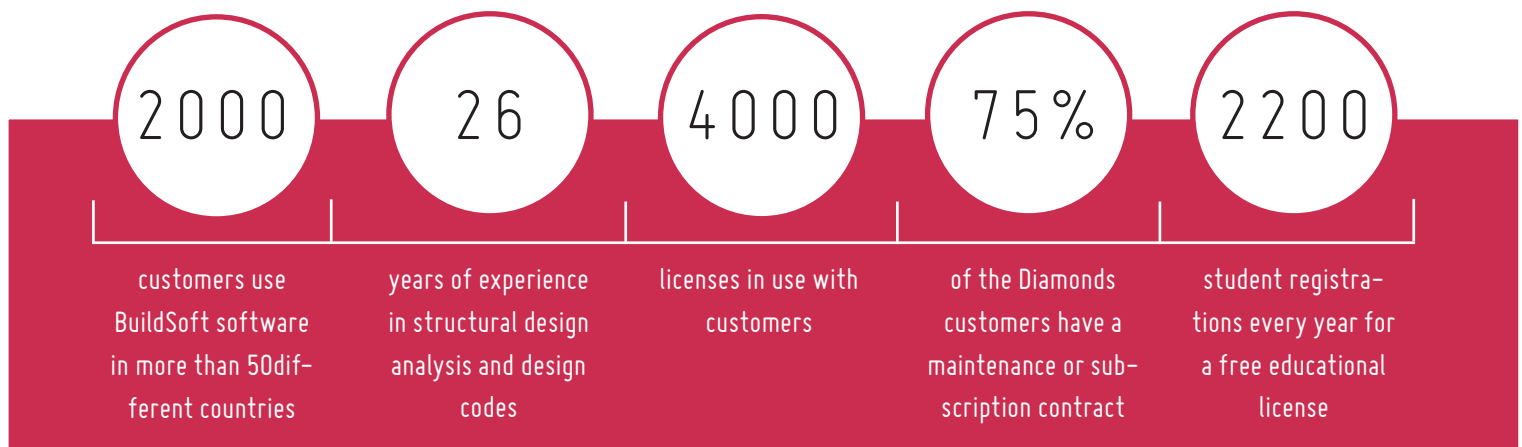 2000
customers use
BuildSoft software
in more than 50dif-
ferent countries
26
years of experience
in structural design
analysis and design
codes
4000
licenses in use with
customers
75%
of the Diamonds
customers have a
maintenance or sub-
scription contract
2200
student registra-
tions every year for
a free educational
license